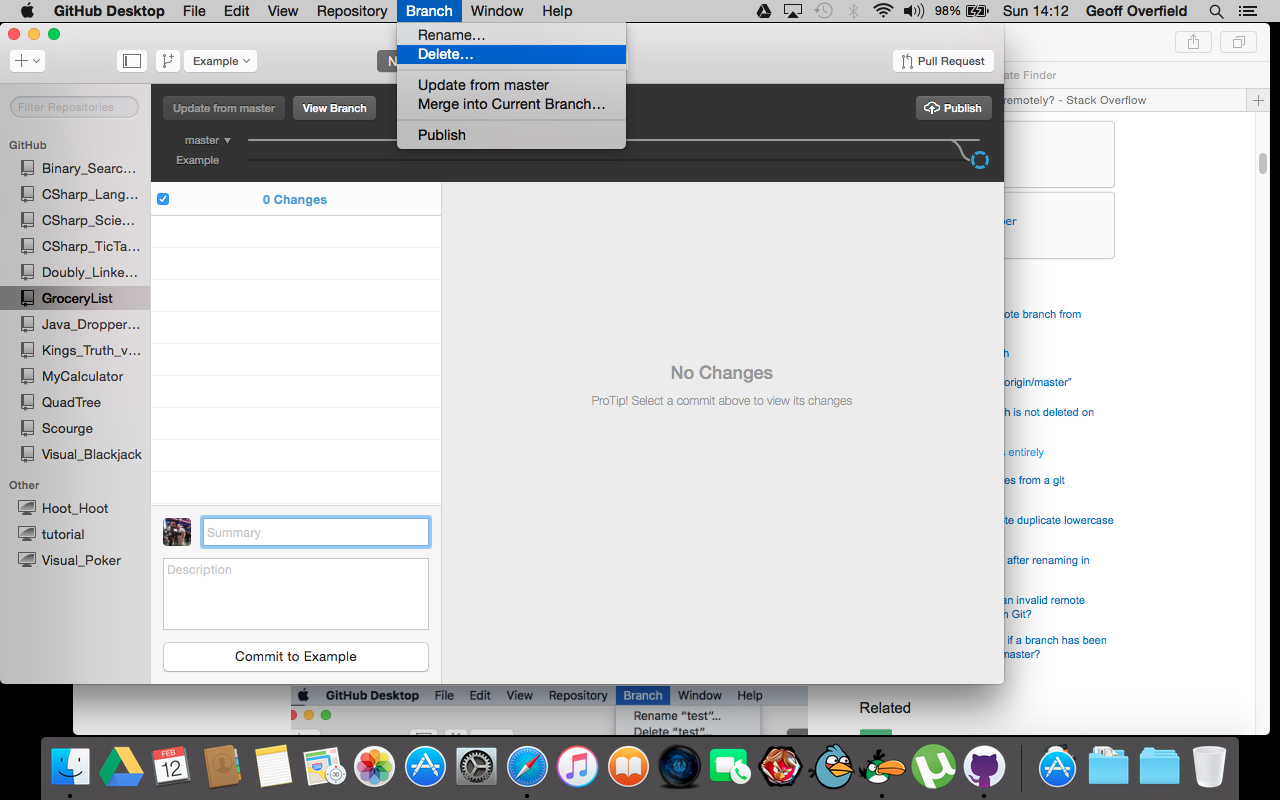 GitHub Desktop File Edit View Repository Branch Window Help 98% Sun 14:12 Geoff Overfield
Rename…
Delete…
Update from master
Merge into Current Branch…
Publish
Example
Pull Request
ate Finder
emotely? - Stack Overflow
Filter Repositories
Update from master
View Branch
Publish
master
Example
GitHub
Binary_Searc…
CSharp_Lang…
CSharp_Scie…
CSharp_TicTa…
Doubly_Linke…
GroceryList
Java_Dropper…
Kings_Truth_v…
MyCalculator
QuadTree
Scourge
Visual_Blackjack
Other
Hoot_Hoot
tutorial
Visual_Poker
0 Changes
No Changes
ProTip! Select a commit above to view its changes
Summary
Description
Commit to Example
per
ote branch from
h
origin/master"
h is not deleted on
s entirely
es from a git
te duplicate lowercase
after renaming in
an invalid remote
n Git?
if a branch has been
master?
Related
GitHub Desktop File Edit View Repository Branch Window Help
Rename "test"…
Delete "test"…
FEB
12